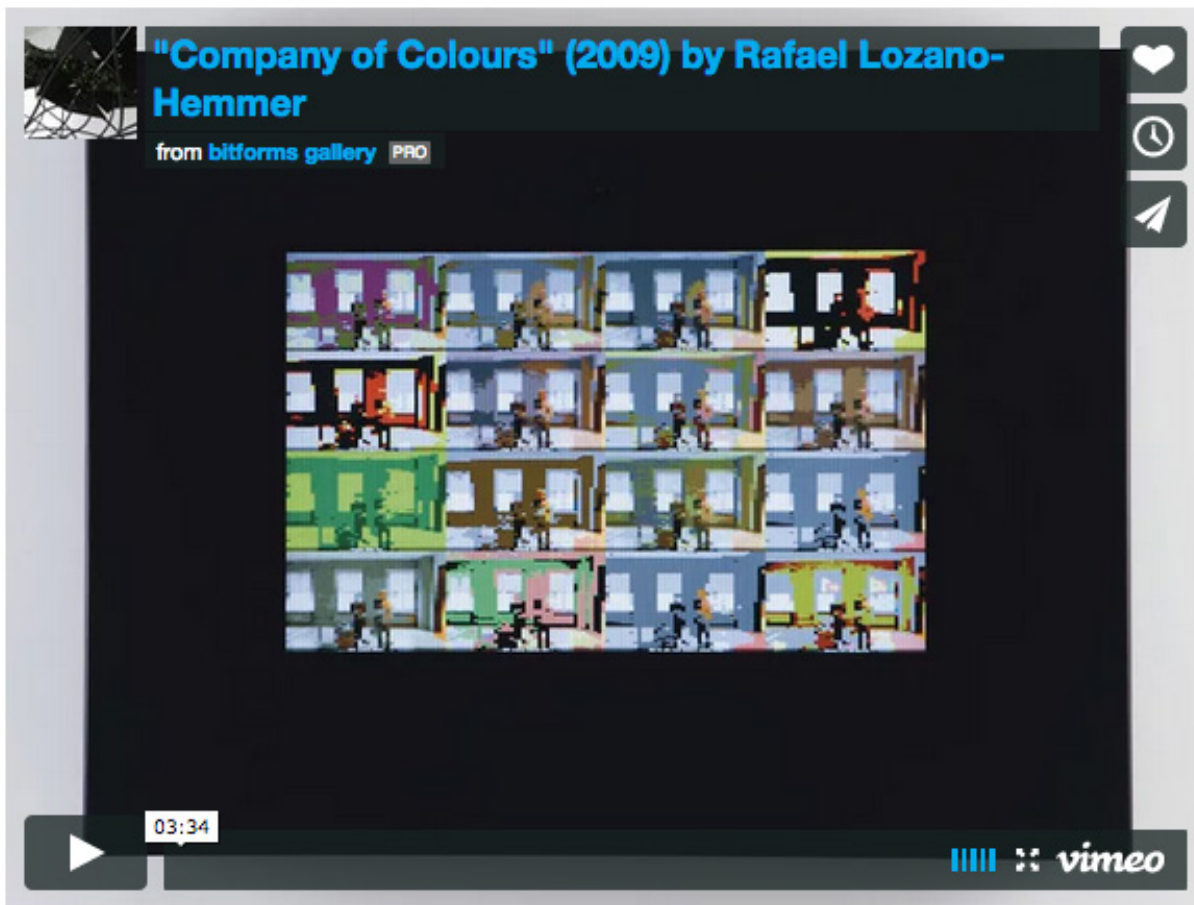 "Company of Colours" (2009) by Rafael Lozano-
Hemmer
from bitforms gallery PRO
03:34
vimeo